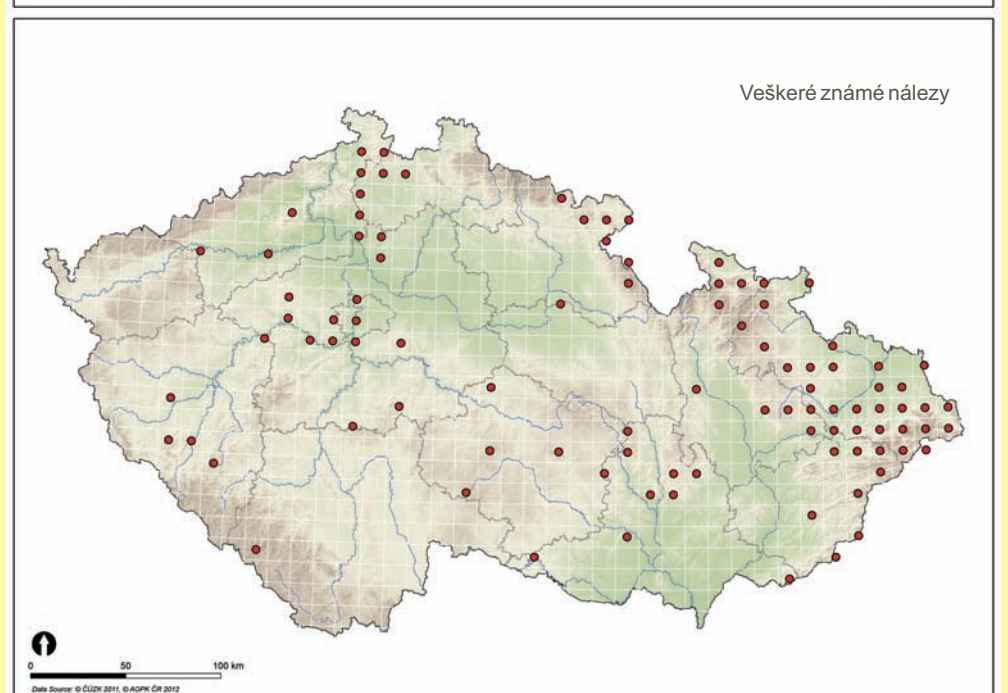 Veškeré známé nálezy
0 50 100 km
Data Source: © ČÚZK 2011, © AOPK ČR 2012